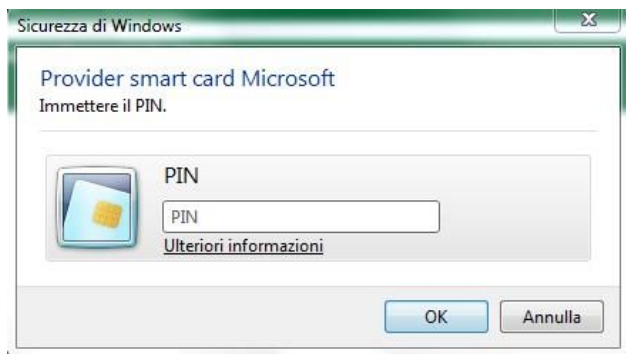 Sicurezza di Windows
Provider smart card Microsoft
Immettere il PIN.
PIN
PIN
Ulteriori informazioni
OK Annulla